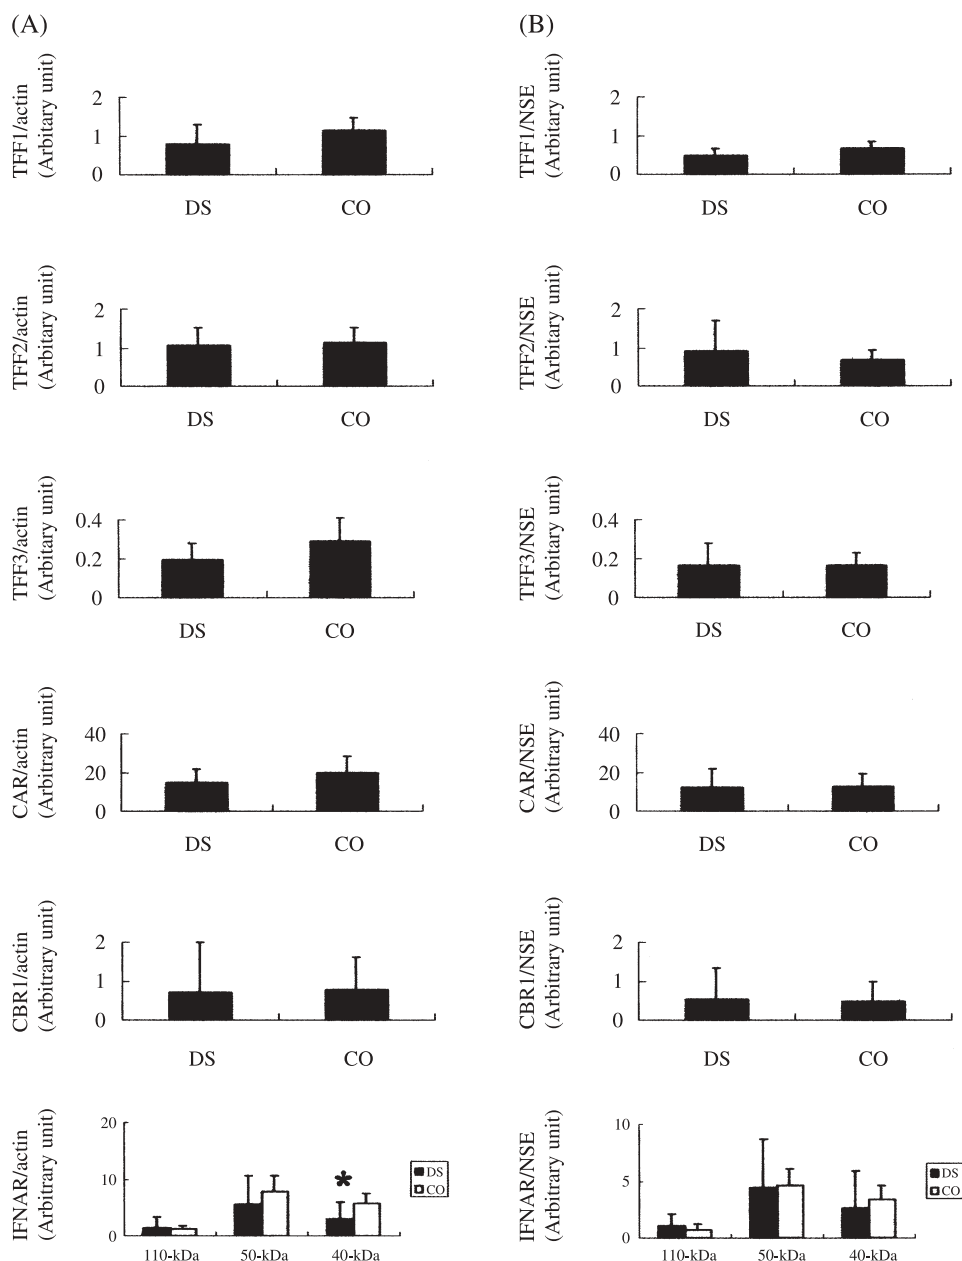 (A)
TFF1/actin
(Arbitary unit)
2
1
0
DS
CO
TFF2/actin
(Arbitary unit)
2
1
0
DS
CO
TFF3/actin
(Arbitary unit)
0.4
0.2
0
DS
CO
CAR/actin
(Arbitrary unit)
40
20
0
DS
CO
CBR1/actin
(Arbitrary unit)
2
1
0
DS
CO
IFNAR/actin
(Arbitrary unit)
20
10
0
*
DS
CO
110-kDa
50-kDa
40-kDa
(B)
TFF1/NSE
(Arbitary unit)
2
1
0
DS
CO
TFF2/NSE
(Arbitary unit)
2
1
0
DS
CO
TFF3/NSE
(Arbitary unit)
0.4
0.2
0
DS
CO
CAR/NSE
(Arbitrary unit)
40
20
0
DS
CO
CBR1/NSE
(Arbitrary unit)
2
1
0
DS
CO
IFNAR/NSE
(Arbitrary unit)
10
5
0
DS
CO
110-kDa
50-kDa
40-kDa